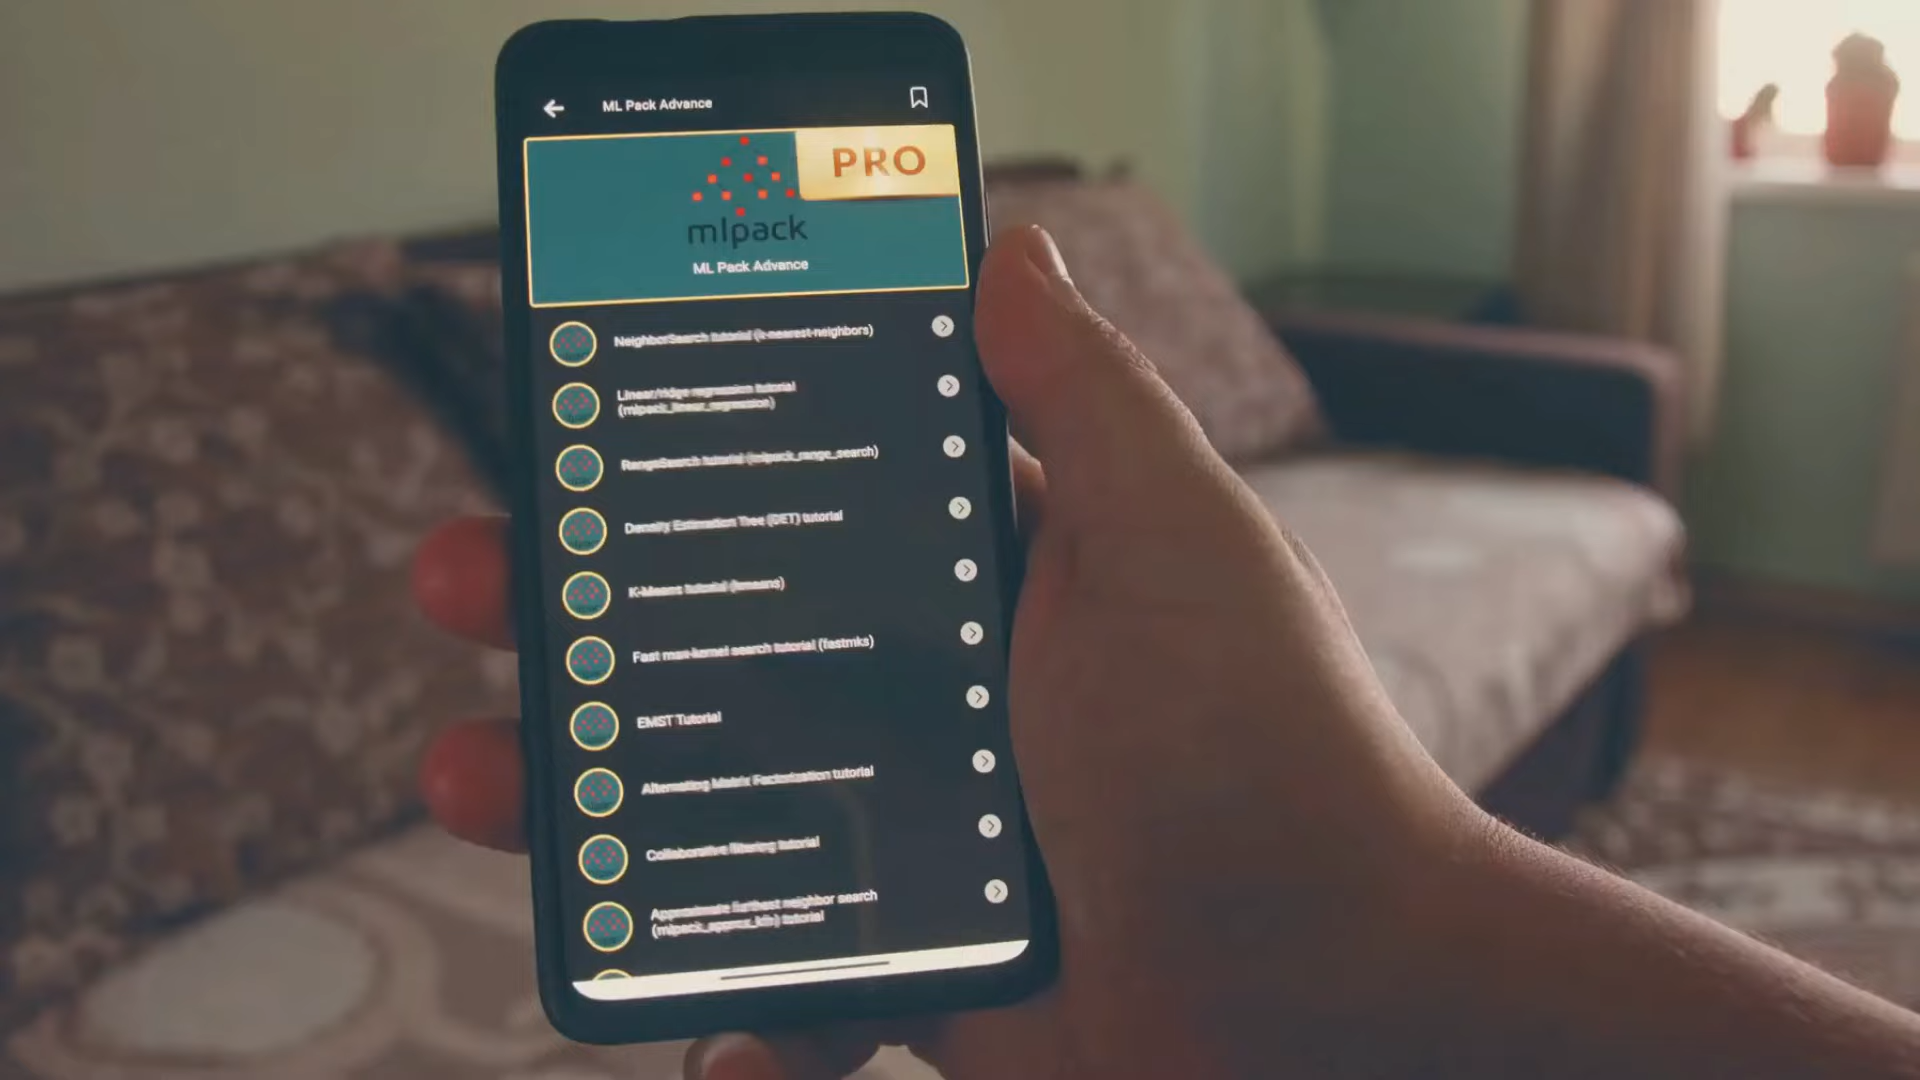 ML Pack Advance
PRO
mlpack
ML Pack Advance
NeighborSearch tutorial (k-nearest-neighbors)
Linear/ridge regression tutorial
(mlpack_linear_regression)
RangeSearch tutorial (mlpack_range_search)
Density Estimation Tree (DET) tutorial
K-Means tutorial (kmeans)
Fast max-kernel search tutorial (fastmks)
EMST Tutorial
Alternating Matrix Factorization tutorial
Collaborative filtering tutorial
Approximate furthest neighbor search
(mlpack_approx_kfn) tutorial